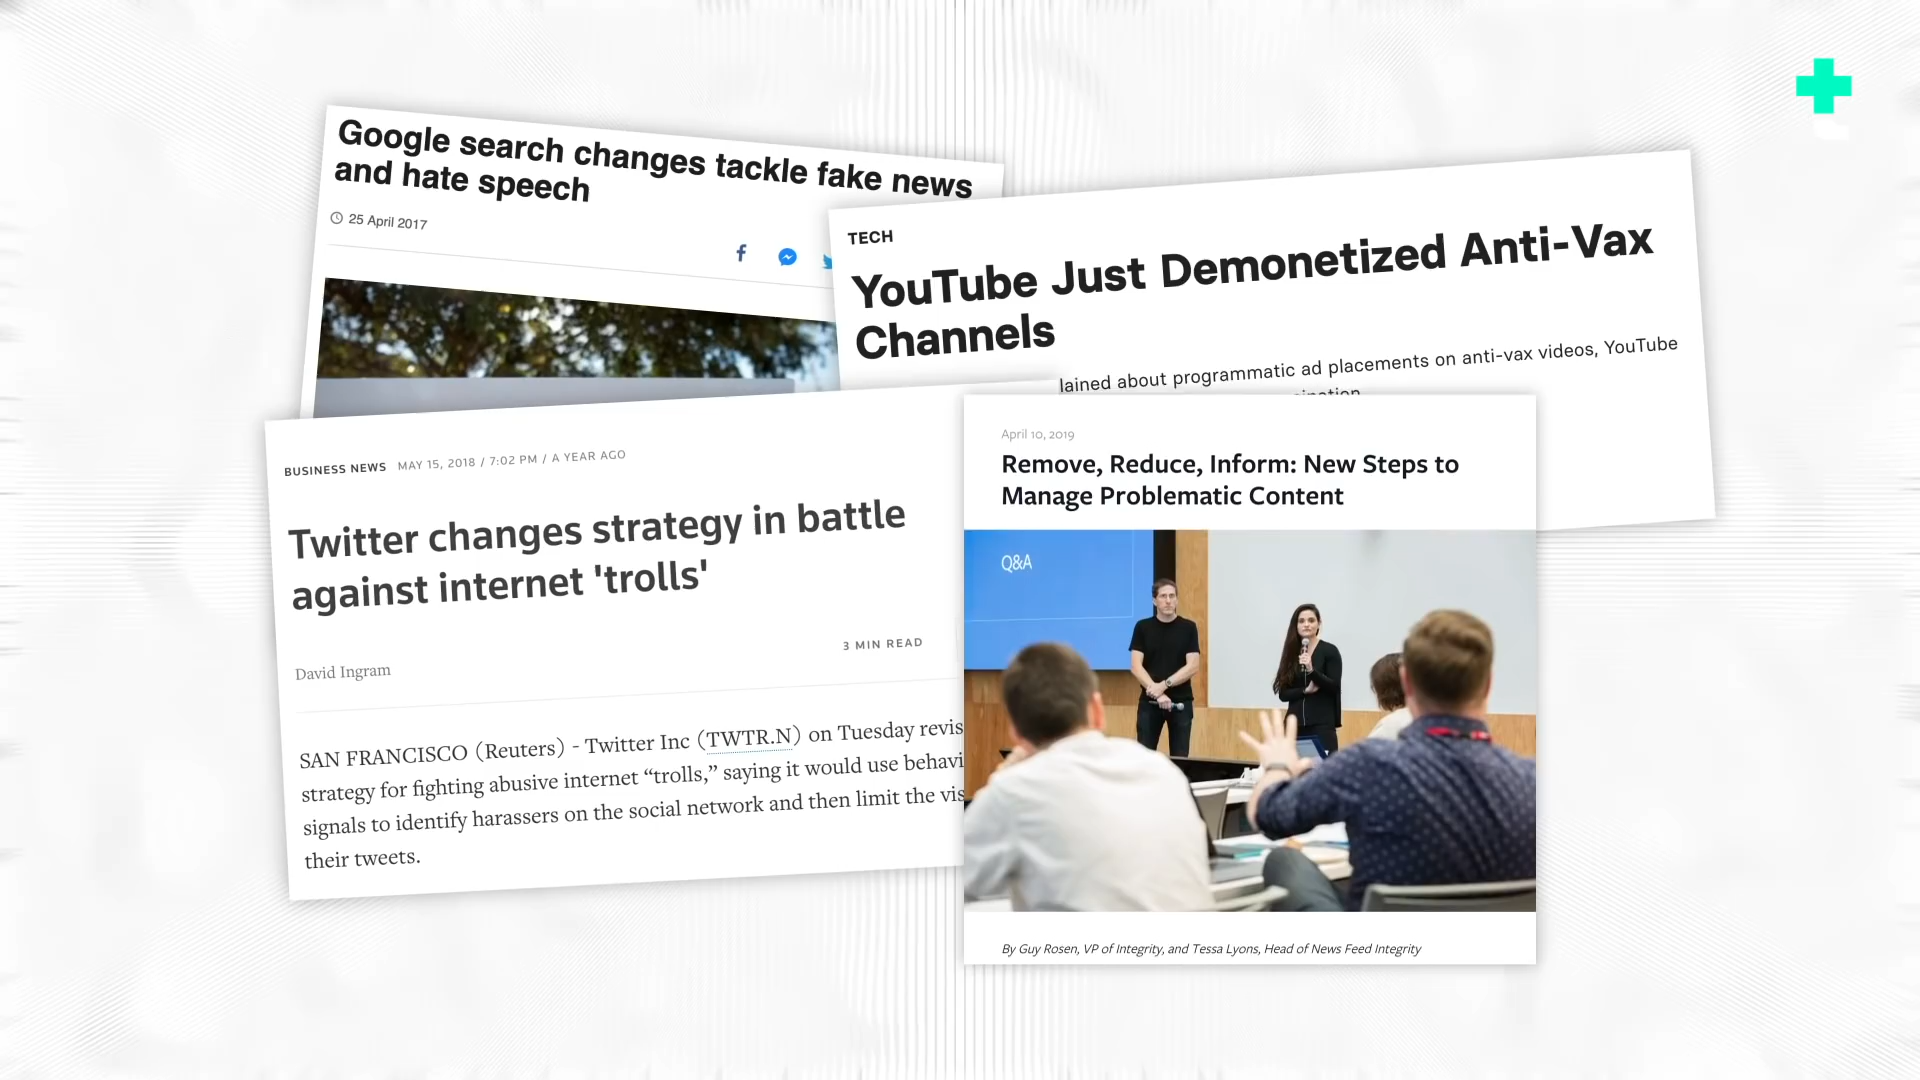 Google search changes tackle fake news
and hate speech
25 April 2017
TECH
YouTube Just Demonetized Anti-Vax
Channels
lained about programmatic ad placements on anti-vax videos, YouTube
BUSINESS NEWS MAY 15, 2018 / 7:02 PM / A YEAR AGO
Twitter changes strategy in battle
against internet 'trolls'
3 MIN READ
David Ingram
SAN FRANCISCO (Reuters) - Twitter Inc (TWTR.N) on Tuesday revis
strategy for fighting abusive internet “trolls,” saying it would use behavi
signals to identify harassers on the social network and then limit the vis
their tweets.
April 10, 2019
Remove, Reduce, Inform: New Steps to
Manage Problematic Content
Q&A
By Guy Rosen, VP of Integrity, and Tessa Lyons, Head of News Feed Integrity